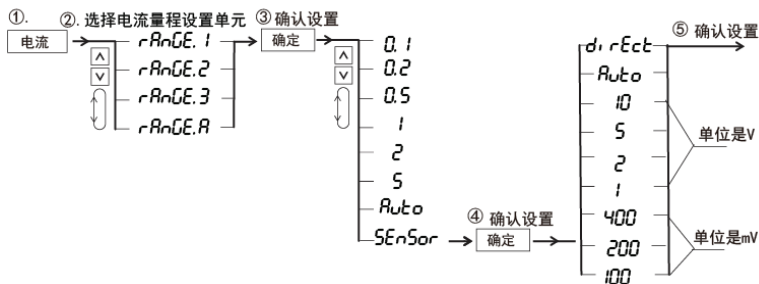 ①.
电流
②. 选择电流量程设置单元
rAnGE.1
rAnGE.2
rAnGE.3
rAnGE.A
③ 确认设置
确定
0.1
0.2
0.5
1
2
5
Auto
SEnSor
④ 确认设置
确定
dirEct
Auto
10
5
2
1
400
200
100
单位是V
单位是mV
⑤ 确认设置